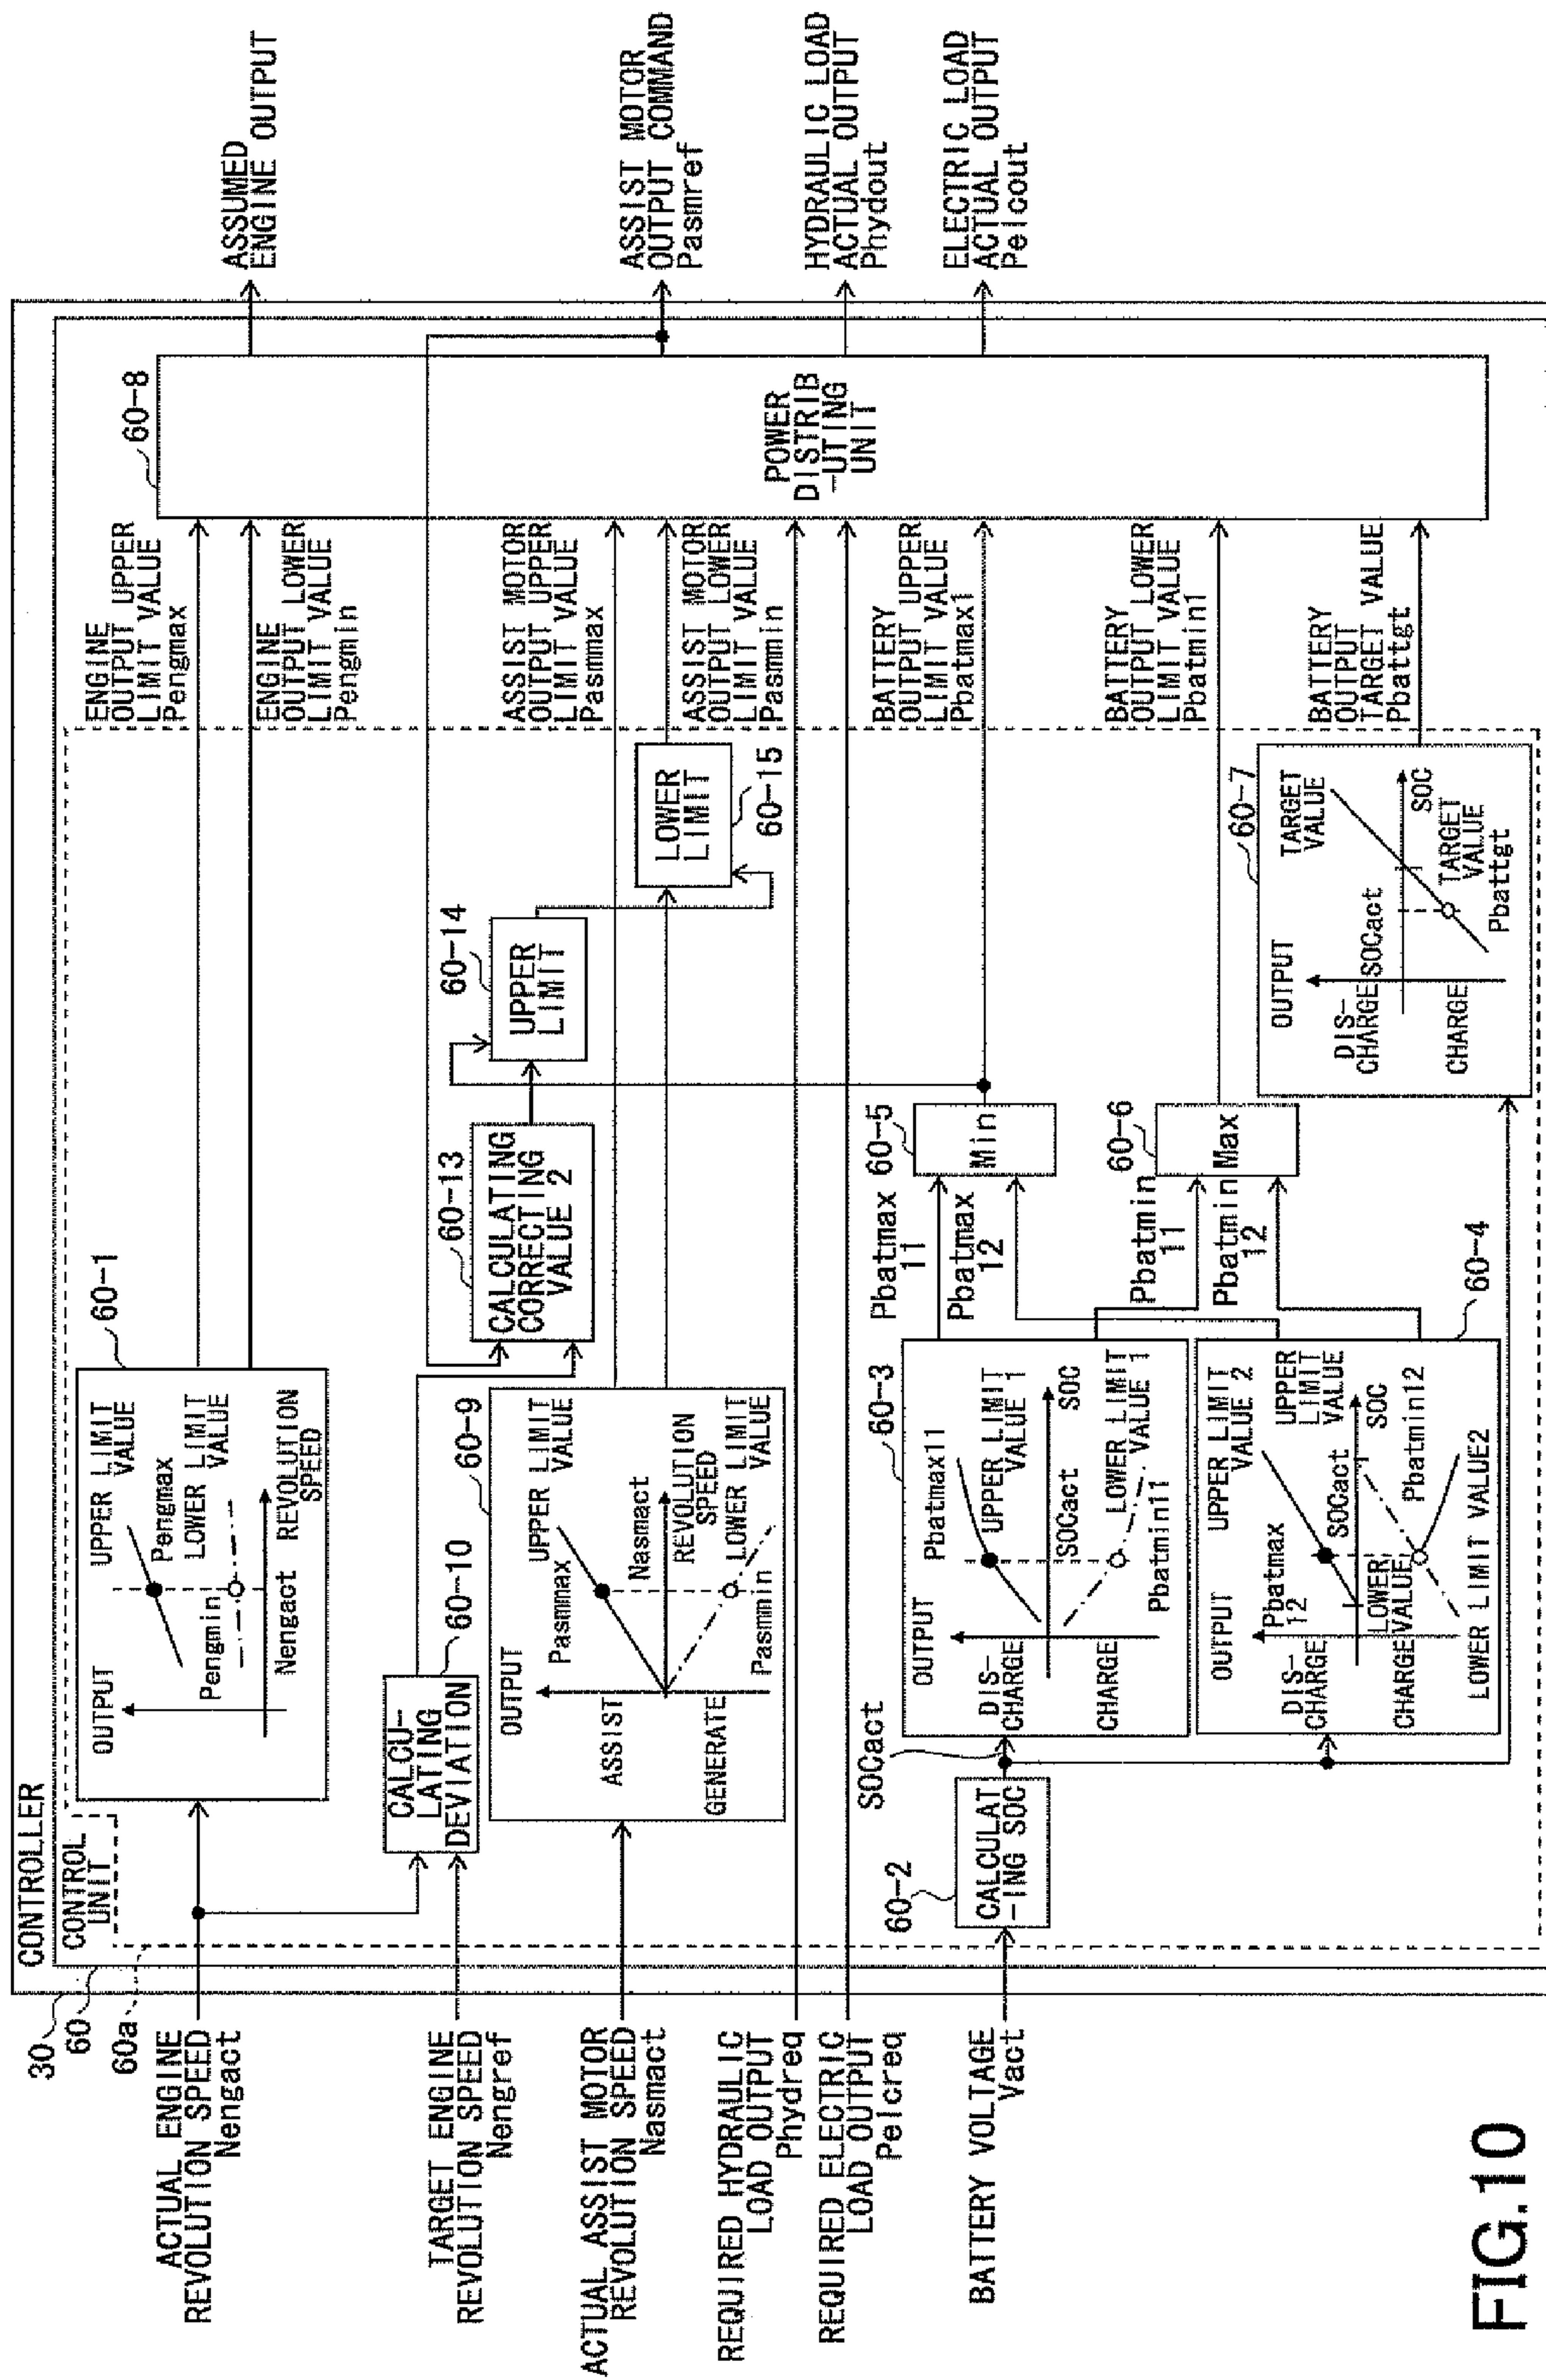 CONTROLLER
CONTROL
UNIT
30
60
60a
ACTUAL ENGINE
REVOLUTION SPEED
Nengact
TARGET ENGINE
REVOLUTION SPEED
Nengref
ACTUAL ASSIST MOTOR
REVOLUTION SPEED
Nasmact
REQUIRED HYDRAULIC
LOAD OUTPUT
Phydreq
REQUIRED ELECTRIC
LOAD OUTPUT
Pelcreq
BATTERY VOLTAGE
Vact
60-1
OUTPUT
UPPER LIMIT
VALUE
Pengmax
LOWER LIMIT
VALUE
Pengmin
Nengact
REVOLUTION
SPEED
60-10
CALCU-
LATING
DEVIATION
60-9
OUTPUT
ASSIST
GENERATE
Pasmmax
UPPER LIMIT
VALUE
Nasmact
REVOLUTION
SPEED
LOWER LIMIT
VALUE
Pasmmin
60-2
CALCULAT
-ING SOC
SOCact
60-3
OUTPUT
DIS-
CHARGE
CHARGE
Pbatmax11
UPPER LIMIT
VALUE 1
SOCact
SOC
LOWER LIMIT
VALUE 1
Pbatmin11
60-4
OUTPUT
DIS-
CHARGE
CHARGE
UPPER LIMIT
VALUE 2
Pbatmax
12
UPPER
LIMIT
VALUE
SOCact
SOC
LOWER
VALUE
Pbatmin12
LOWER LIMIT VALUE2
60-13
CALCULATING
CORRECTING
VALUE 2
60-14
UPPER
LIMIT
60-15
LOWER
LIMIT
Pbatmax
11
Pbatmax
12
60-5
Min
Pbatmin
11
Pbatmin
12
60-6
Max
60-7
OUTPUT
DIS-
CHARGE
CHARGE
SOCact
TARGET
VALUE
SOC
TARGET
VALUE
Pbattgt
ENGINE
OUTPUT UPPER
LIMIT VALUE
Pengmax
ENGINE
OUTPUT LOWER
LIMIT VALUE
Pengmin
ASSIST MOTOR
OUTPUT UPPER
LIMIT VALUE
Pasmmax
ASSIST MOTOR
OUTPUT LOWER
LIMIT VALUE
Pasmmin
BATTERY
OUTPUT UPPER
LIMIT VALUE
Pbatmax1
BATTERY
OUTPUT LOWER
LIMIT VALUE
Pbatmin1
BATTERY
OUTPUT
TARGET VALUE
Pbattgt
60-8
POWER
DISTRIB
-UTING
UNIT
ASSUMED
ENGINE OUTPUT
ASSIST MOTOR
OUTPUT COMMAND
Pasmref
HYDRAULIC LOAD
ACTUAL OUTPUT
Phydout
ELECTRIC LOAD
ACTUAL OUTPUT
Pelcout
FIG.10